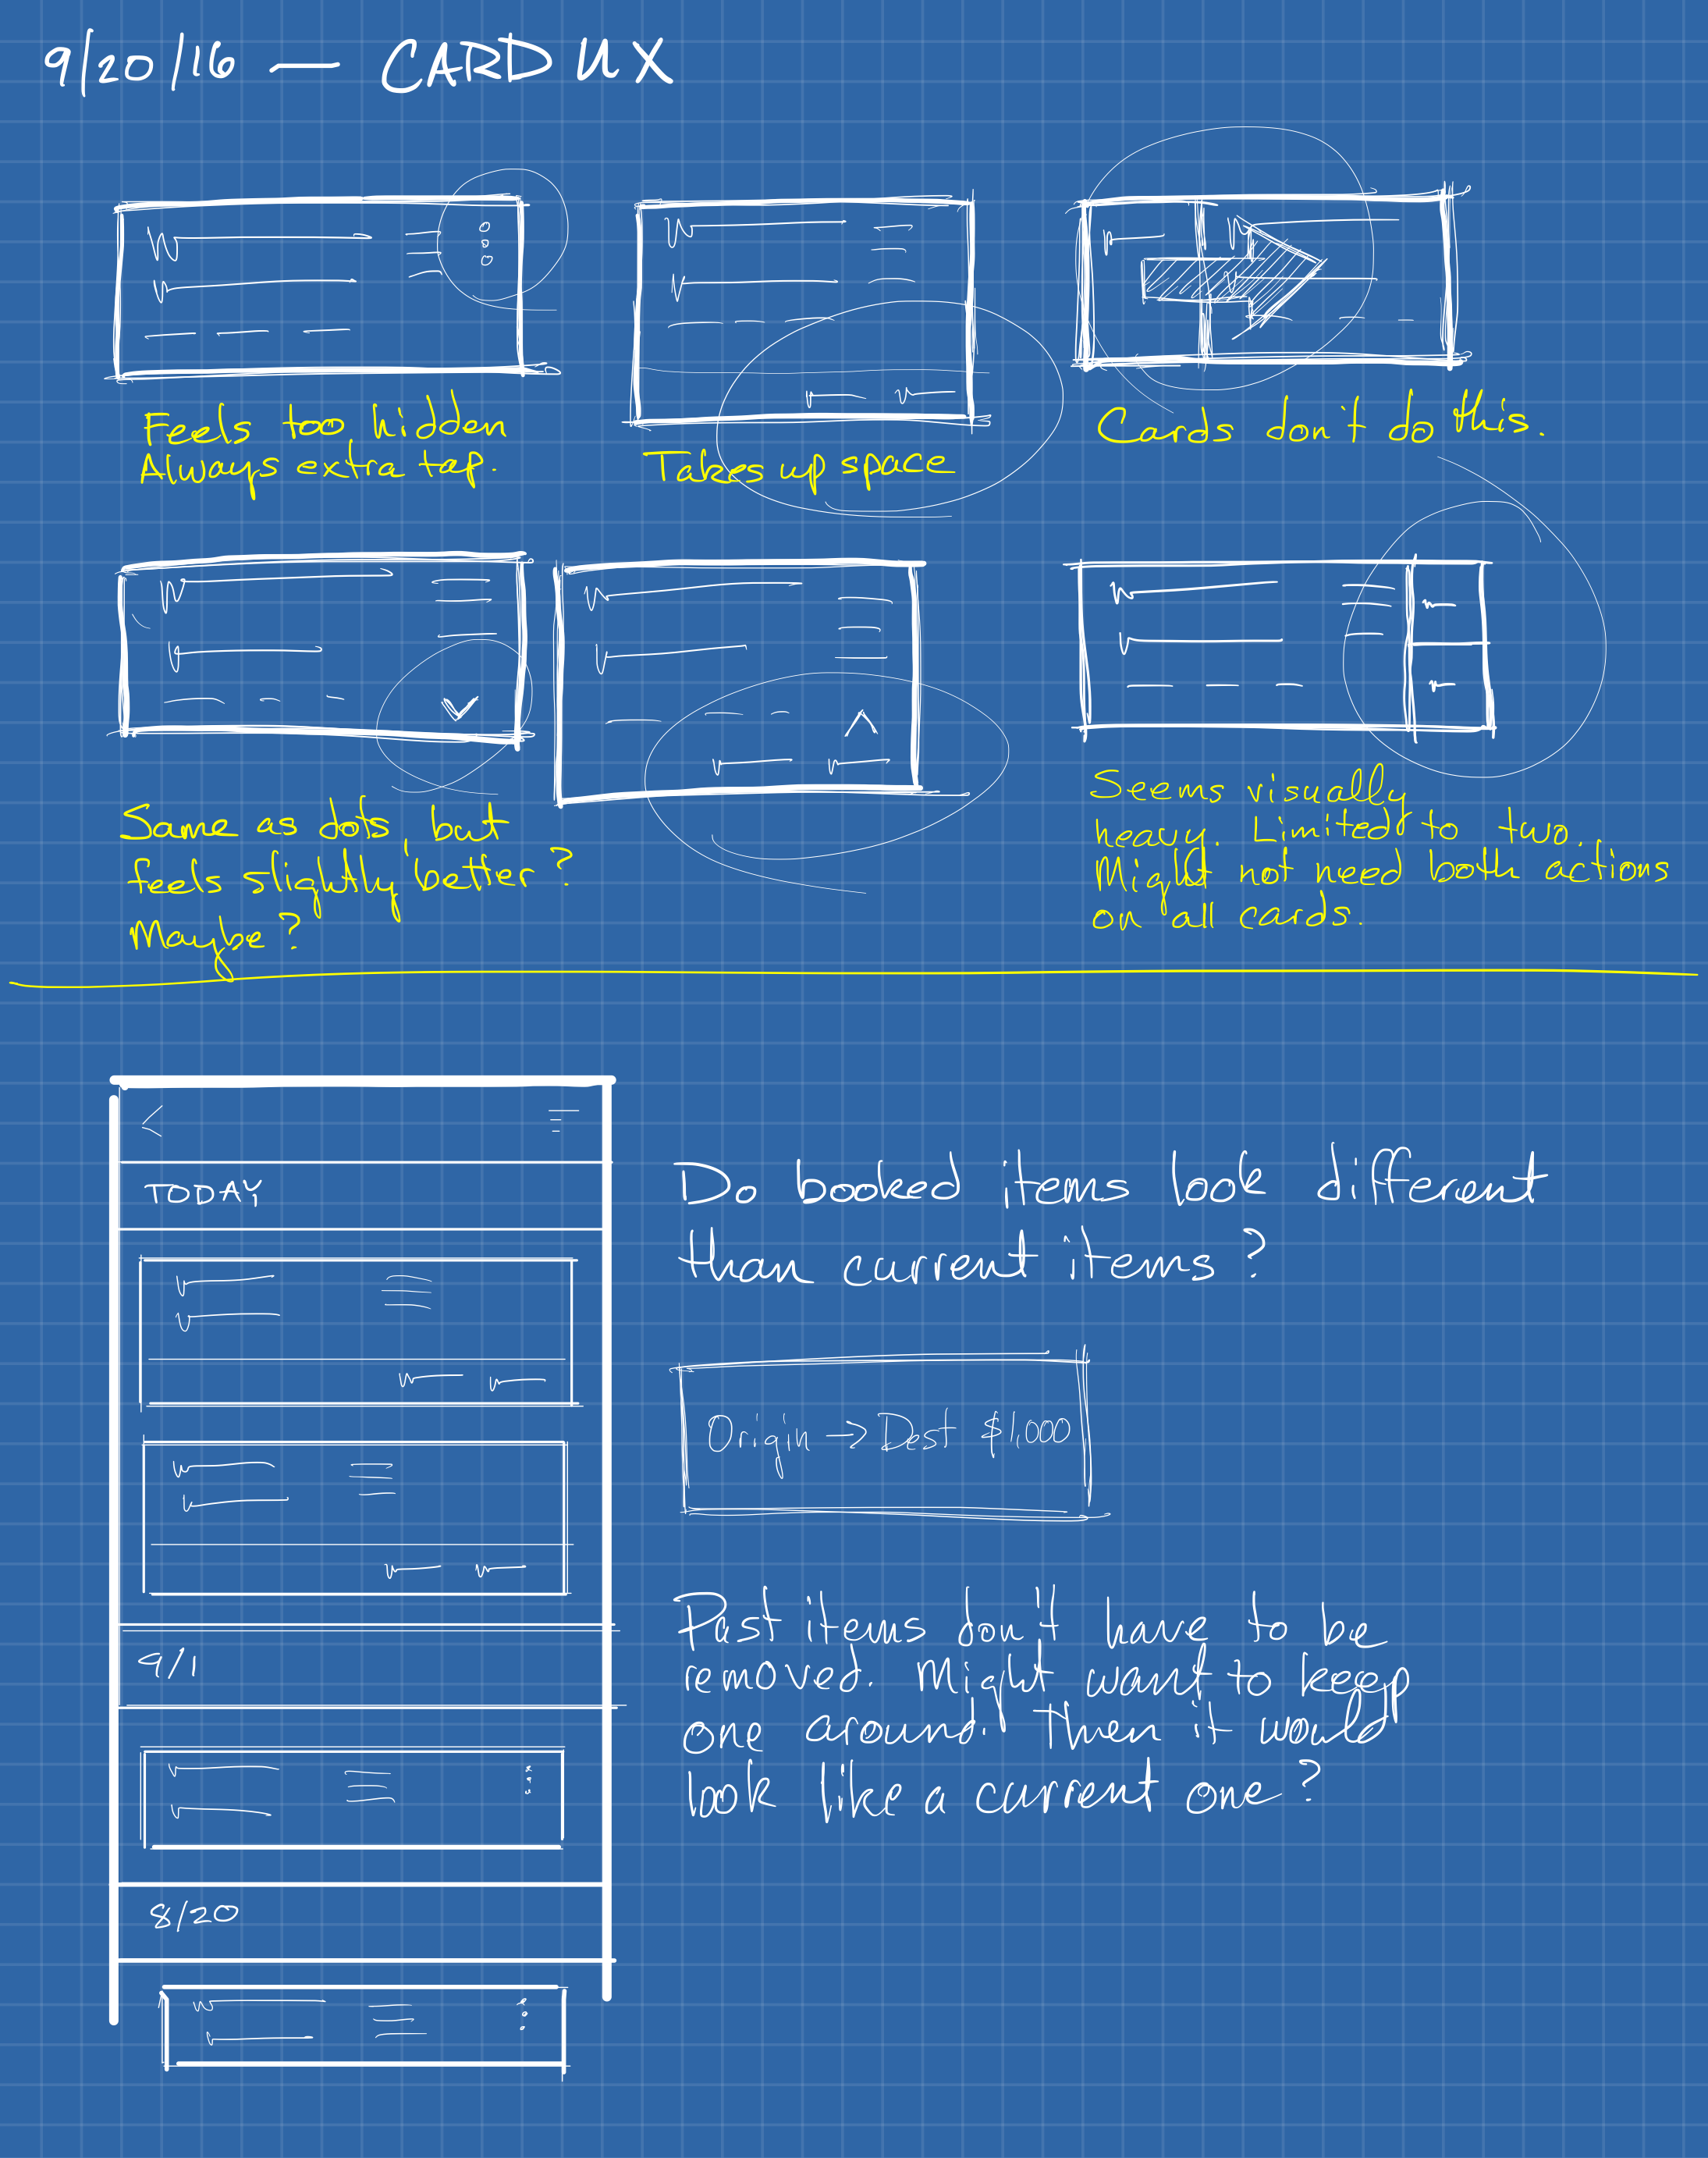 9/20/16 — CARD UX
Feels too hidden
Always extra tap.
Takes up space
Cards don't do this.
Same as dots, but
feels slightly better?
Maybe?
Seems visually
heavy. Limited to two.
Might not need both actions
on all cards.
TODAY
9/1
8/20
Do booked items look different
than current items?
Origin -> Dest $1,000
Past items don't have to be
removed. Might want to keep
one around. Then it would
look like a current one?